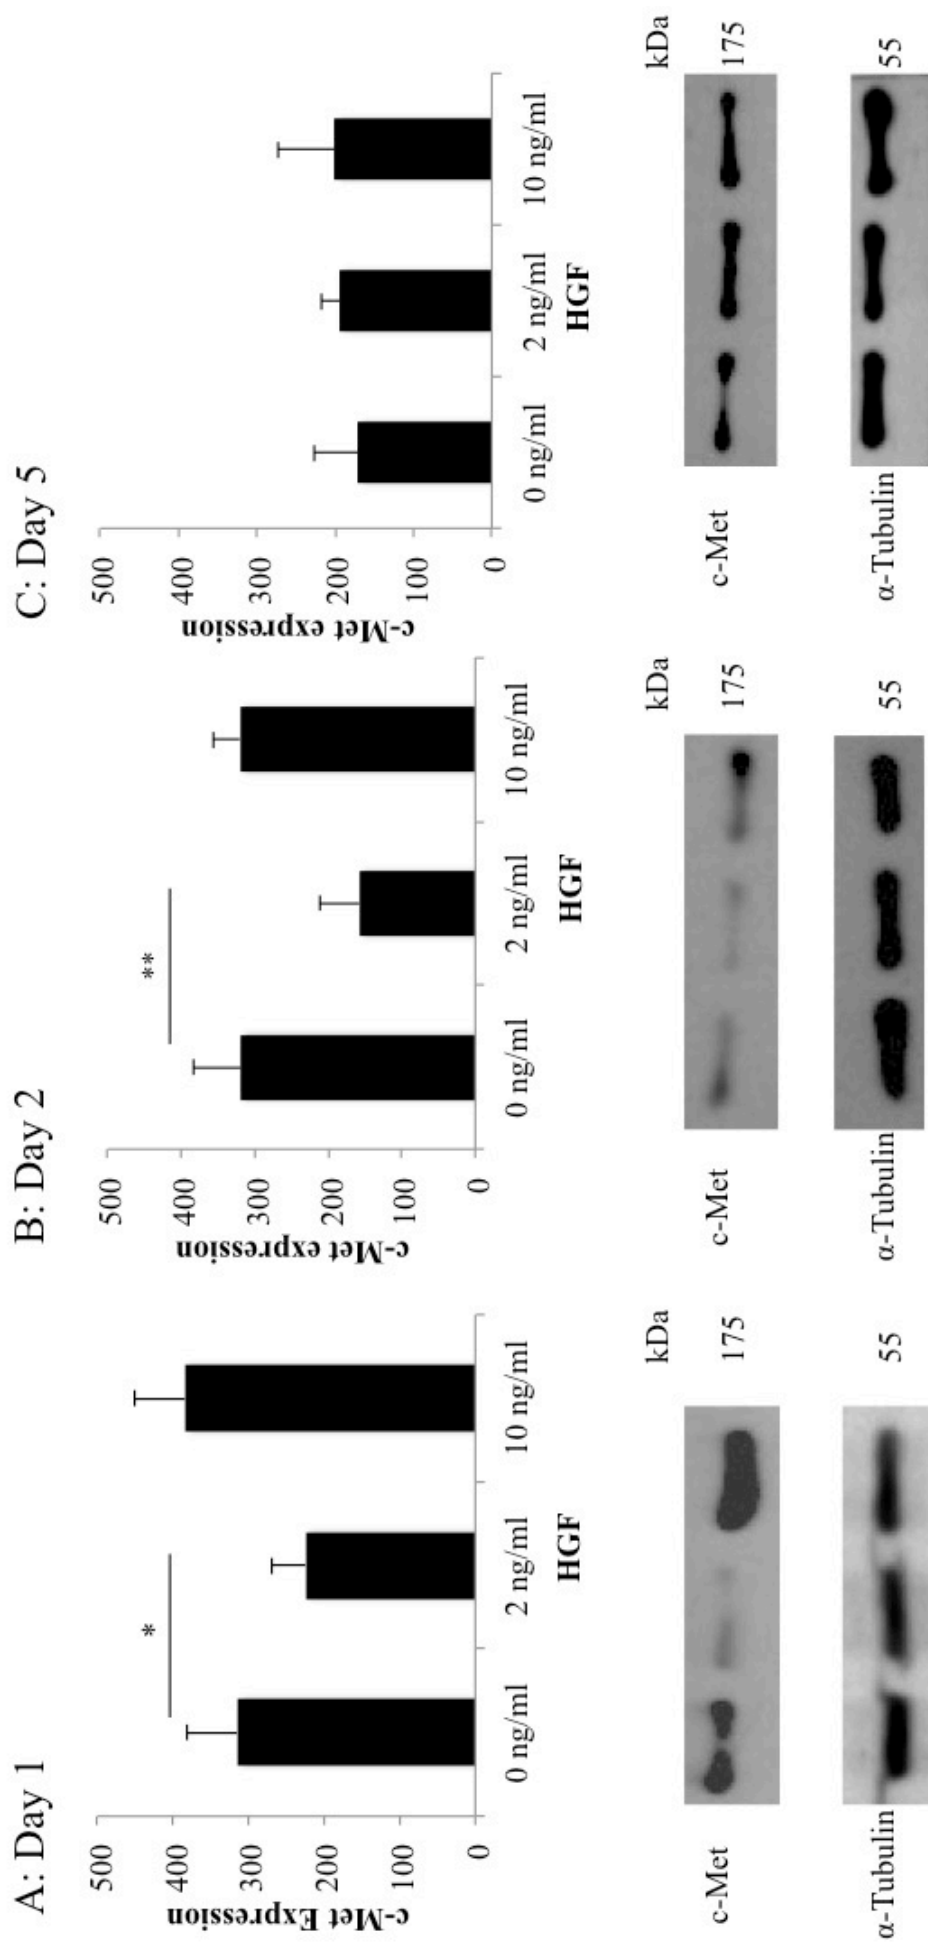 A: Day 1
c-Met Expression
500
400
300
200
100
0
*
0 ng/ml
2 ng/ml
10 ng/ml
HGF
kDa
c-Met
175
α-Tubulin
55
B: Day 2
c-Met expression
500
400
300
200
100
0
**
0 ng/ml
2 ng/ml
10 ng/ml
HGF
kDa
c-Met
175
α-Tubulin
55
C: Day 5
c-Met expression
500
400
300
200
100
0
0 ng/ml
2 ng/ml
10 ng/ml
HGF
kDa
c-Met
175
α-Tubulin
55